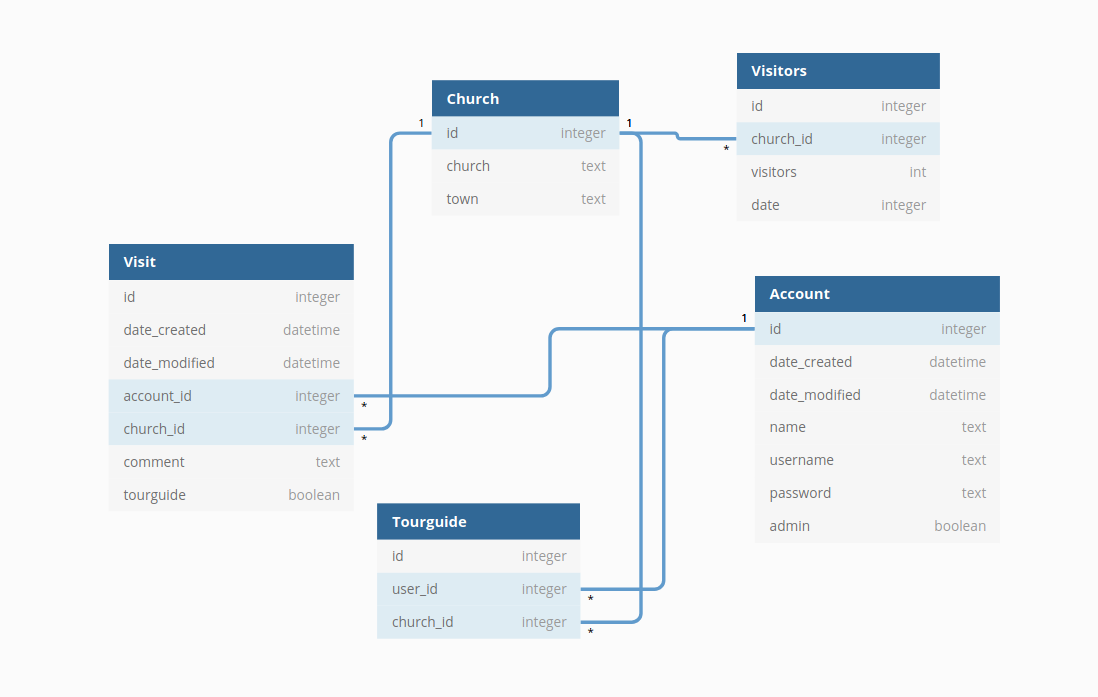 Church
1 id integer 1
church text
town text
Visitors
id integer
* church_id integer
visitors int
date integer
Visit
id integer
date_created datetime
date_modified datetime
account_id integer *
church_id integer *
comment text
tourguide boolean
Account
1 id integer
date_created datetime
date_modified datetime
name text
username text
password text
admin boolean
Tourguide
id integer
user_id integer *
church_id integer *